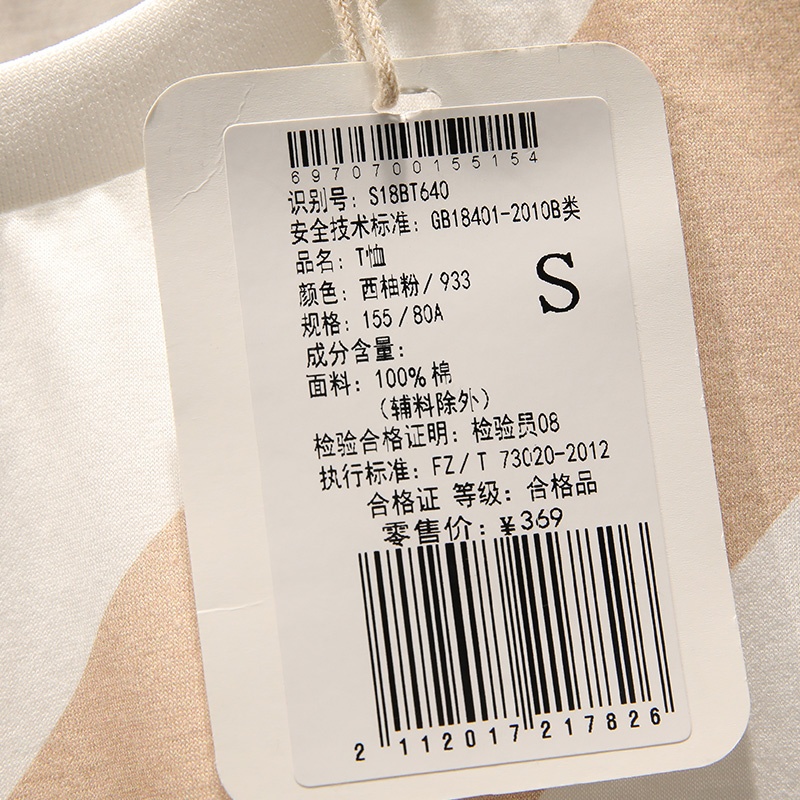 6970700155154
识别号：S18BT640
安全技术标准：GB18401-2010B类
品名：T恤
颜色：西柚粉/933
规格：155/80A
S
成分含量：
面料：100%棉
（辅料除外）
检验合格证明：检验员08
执行标准：FZ/T 73020-2012
合格证 等级：合格品
零售价：¥369
2112017217826